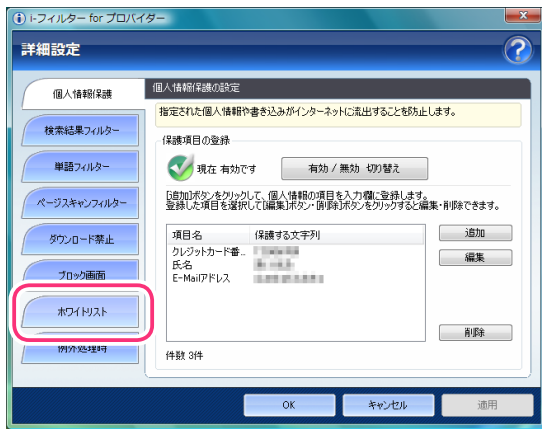 i-フィルター for プロバイダー
詳細設定
?
個人情報保護
検索結果フィルター
単語フィルター
ページスキャンフィルター
ダウンロード禁止
ブロック画面
ホワイトリスト
例外処理時
個人情報保護の設定
指定された個人情報や書き込みがインターネットに流出することを防止します。
保護項目の登録
現在 有効です
有効 / 無効 切り替え
[追加]ボタンをクリックして、個人情報の項目を入力欄に登録します。
登録した項目を選択して[編集]ボタン・[削除]ボタンをクリックすると編集・削除できます。
項目名 保護する文字列
クレジットカード番...
氏名
E-Mailアドレス
追加
編集
削除
件数 3件
OK キャンセル 適用